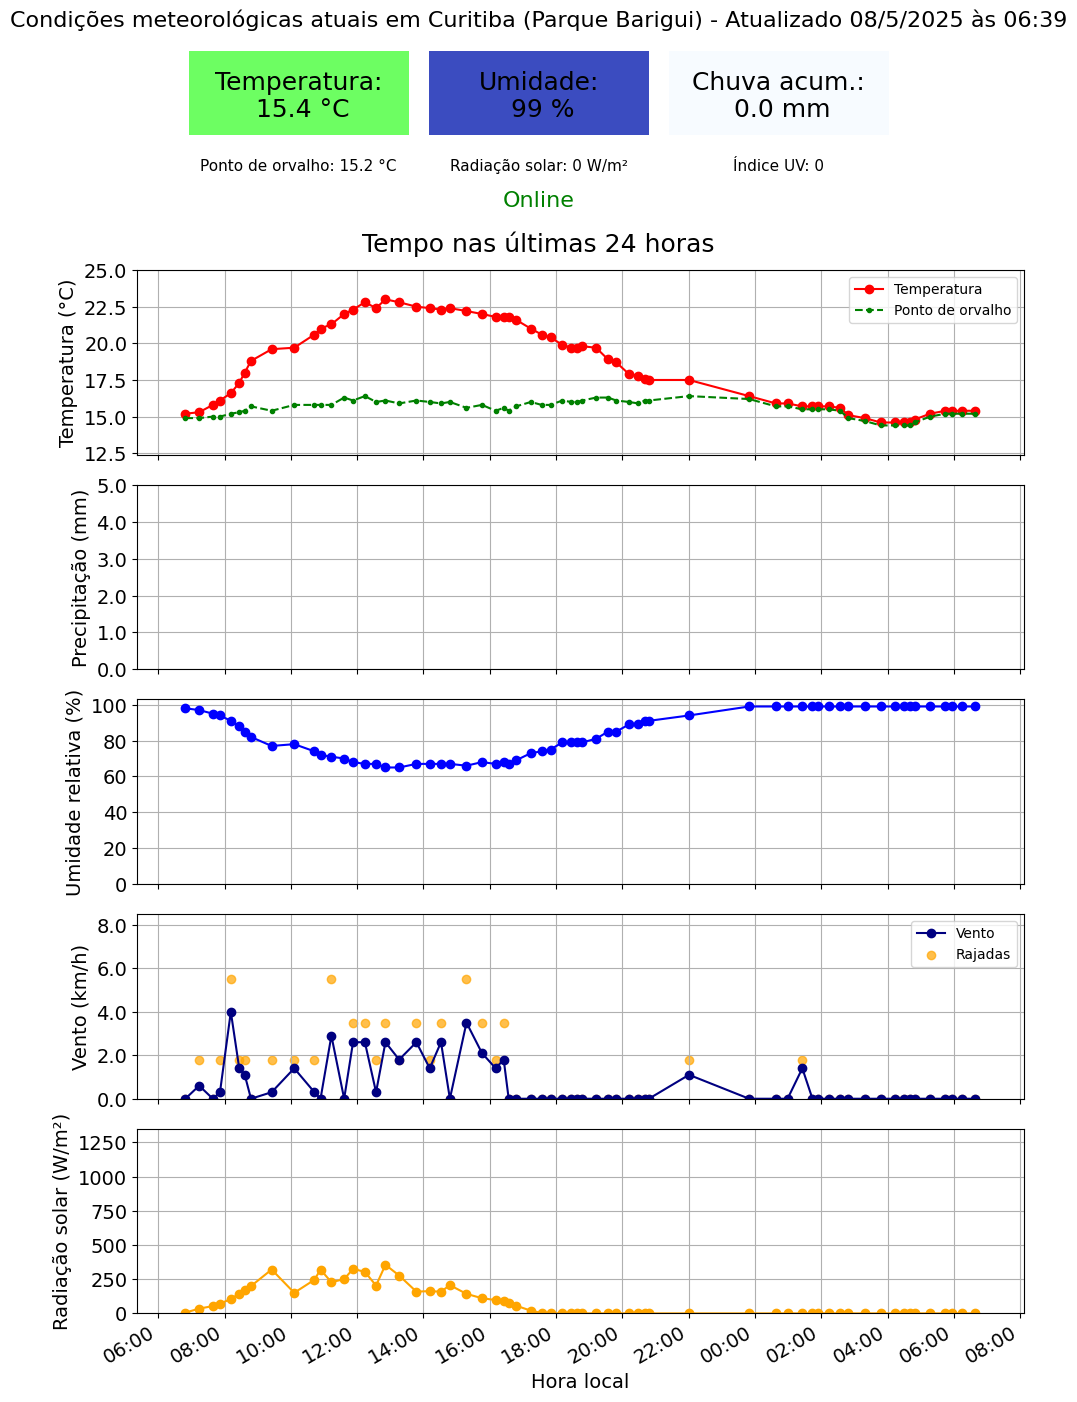 Condições meteorológicas atuais em Curitiba (Parque Barigui) - Atualizado 08/5/2025 às 06:39
Temperatura:
15.4 °C
Umidade:
99 %
Chuva acum.:
0.0 mm
Ponto de orvalho: 15.2 °C
Radiação solar: 0 W/m²
Índice UV: 0
Online
Tempo nas últimas 24 horas
Temperatura (°C)
25.0
22.5
20.0
17.5
15.0
12.5
Temperatura
Ponto de orvalho
Precipitação (mm)
5.0
4.0
3.0
2.0
1.0
0.0
Umidade relativa (%)
100
80
60
40
20
0
Vento (km/h)
8.0
6.0
4.0
2.0
0.0
Vento
Rajadas
Radiação solar (W/m²)
1250
1000
750
500
250
0
06:00
08:00
10:00
12:00
14:00
16:00
18:00
20:00
22:00
00:00
02:00
04:00
06:00
08:00
Hora local